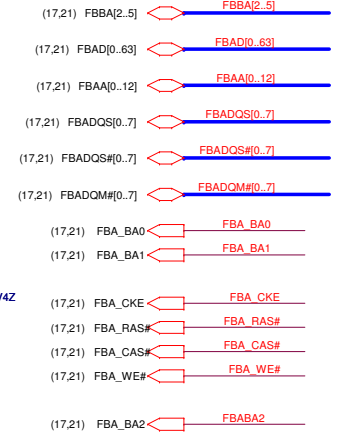 (17,21) FBBA[2..5] FBBA[2..5]
(17,21) FBAD[0..63] FBAD[0..63]
(17,21) FBAA[0..12] FBAA[0..12]
(17,21) FBADQS[0..7] FBADQS[0..7]
(17,21) FBADQS#[0..7] FBADQS#[0..7]
(17,21) FBADQM#[0..7] FBADQM#[0..7]
(17,21) FBA_BA0 FBA_BA0
(17,21) FBA_BA1 FBA_BA1
V4Z
(17,21) FBA_CKE FBA_CKE
(17,21) FBA_RAS# FBA_RAS#
(17,21) FBA_CAS# FBA_CAS#
(17,21) FBA_WE# FBA_WE#
(17,21) FBA_BA2 FBABA2